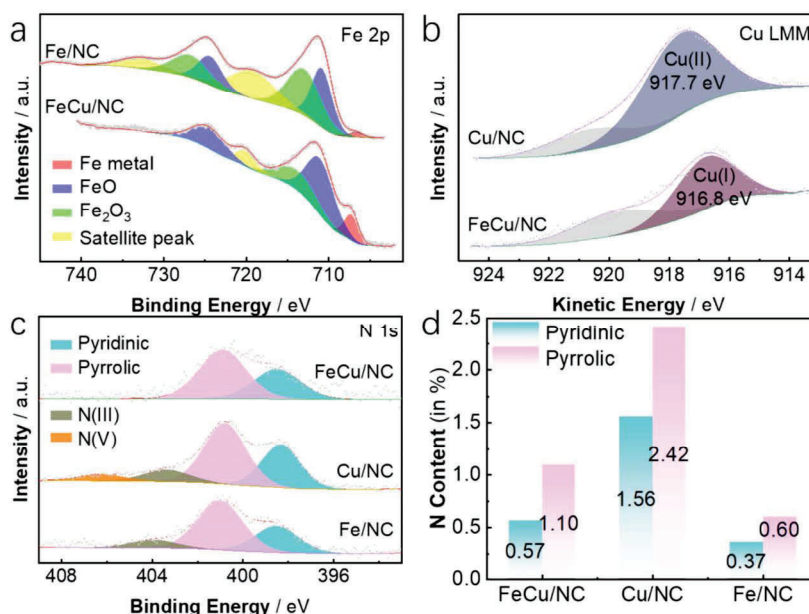 a
Fe 2p
Fe/NC
FeCu/NC
Fe metal
FeO
Fe₂O₃
Satellite peak
Intensity / a.u.
740 730 720 710
Binding Energy / eV
b
Cu LMM
Cu(II)
917.7 eV
Cu/NC
Cu(I)
916.8 eV
FeCu/NC
Intensity / a.u.
924 922 920 918 916 914
Kinetic Energy / eV
c
N 1s
Pyridinic
Pyrrolic
FeCu/NC
N(III)
N(V)
Cu/NC
Fe/NC
Intensity / a.u.
408 404 400 396
Binding Energy / eV
d
2.5
2.0
1.5
1.0
0.5
0.0
N Content (in %)
Pyridinic
Pyrrolic
0.57
1.10
1.56
2.42
0.37
0.60
FeCu/NC Cu/NC Fe/NC